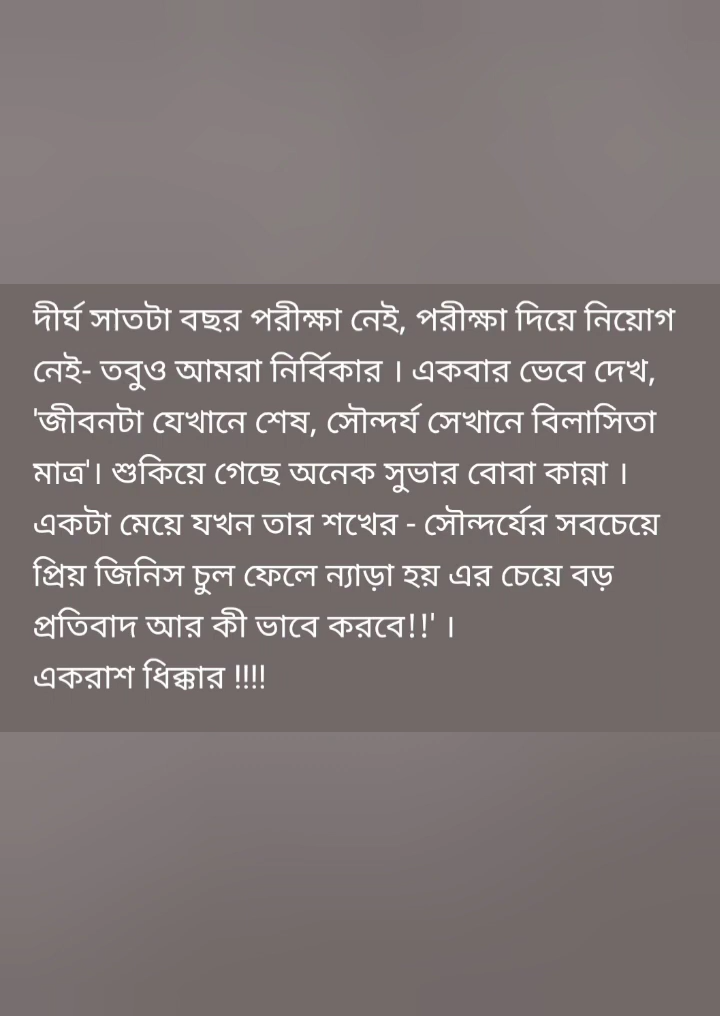 দীর্ঘ সাতটা বছর পরীক্ষা নেই, পরীক্ষা দিয়ে নিয়োগ
নেই- তবুও আমরা নির্বিকার । একবার ভেবে দেখ,
'জীবনটা যেখানে শেষ, সৌন্দর্য সেখানে বিলাসিতা
মাত্র'। শুকিয়ে গেছে অনেক সুভার বোবা কান্না ।
একটা মেয়ে যখন তার শখের - সৌন্দর্যের সবচেয়ে
প্রিয় জিনিস চুল ফেলে ন্যাড়া হয় এর চেয়ে বড়
প্রতিবাদ আর কী ভাবে করবে!!' ।
একরাশ ধিক্কার !!!!